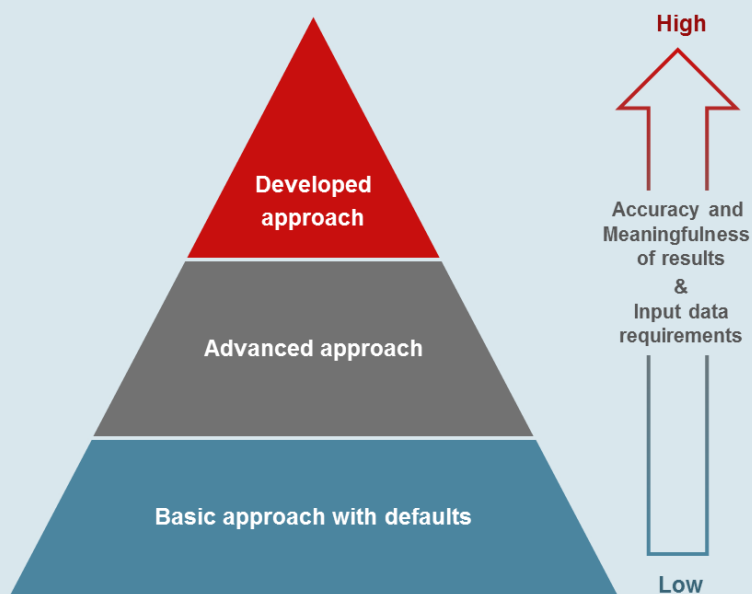 High
Developed
approach
Accuracy and
Meaningfulness
of results
&
Input data
requirements
Advanced approach
Basic approach with defaults
Low